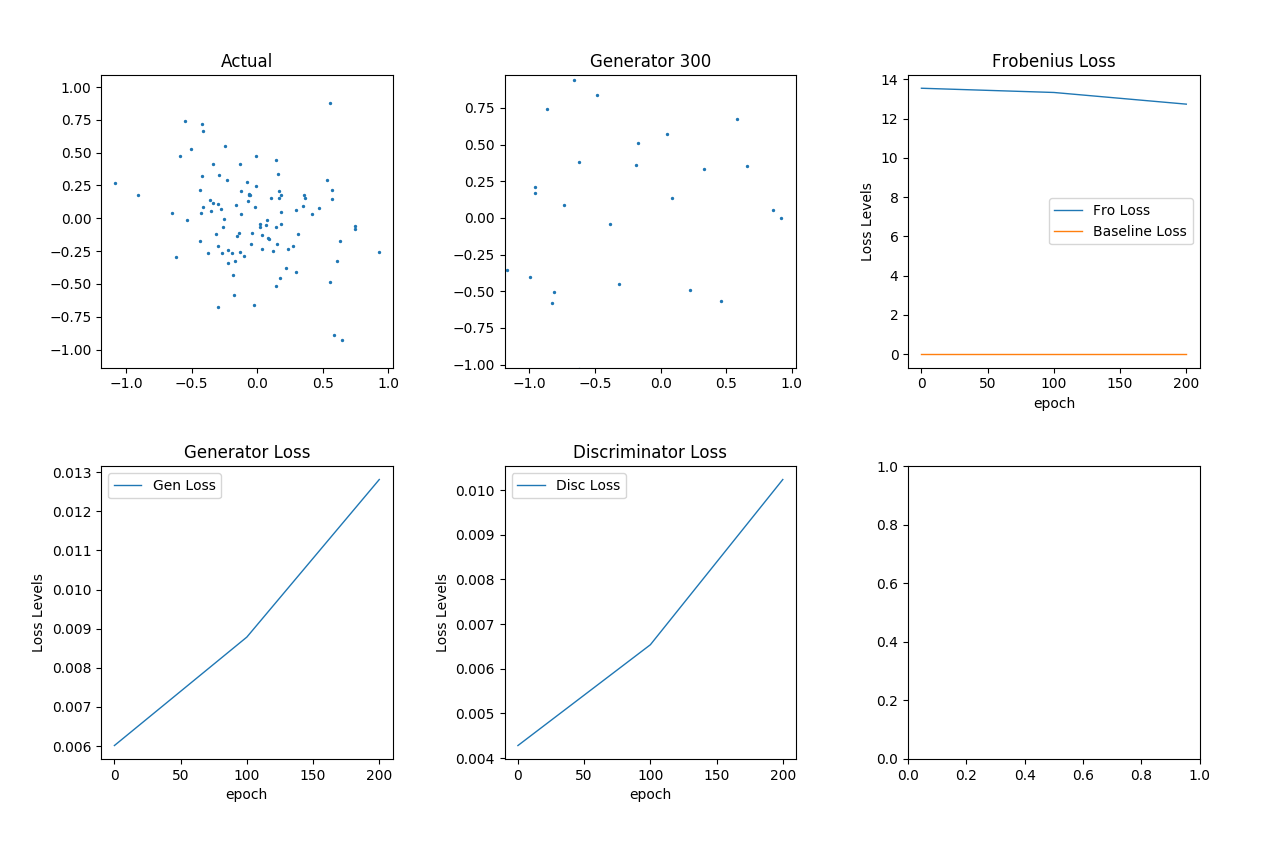 Actual
1.00
0.75
0.50
0.25
0.00
−0.25
−0.50
−0.75
−1.00
−1.0 −0.5 0.0 0.5 1.0
Generator 300
0.75
0.50
0.25
0.00
−0.25
−0.50
−0.75
−1.00
−1.0 −0.5 0.0 0.5 1.0
Frobenius Loss
14
12
10
8
6
4
2
0
Loss Levels
Fro Loss
Baseline Loss
0 50 100 150 200
epoch
Generator Loss
0.013
0.012
0.011
0.010
0.009
0.008
0.007
0.006
Loss Levels
Gen Loss
0 50 100 150 200
epoch
Discriminator Loss
0.010
0.009
0.008
0.007
0.006
0.005
0.004
Loss Levels
Disc Loss
0 50 100 150 200
epoch
1.0
0.8
0.6
0.4
0.2
0.0
0.0 0.2 0.4 0.6 0.8 1.0